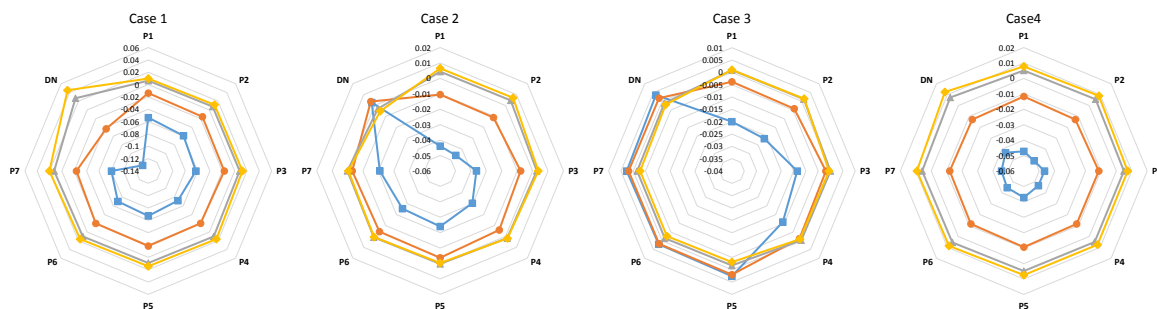 Case 1
P1
0.06
0.04
0.02
0
-0.02
-0.04
-0.06
-0.08
-0.1
-0.12
-0.14
P2
P3
P4
P5
P6
P7
DN
Case 2
P1
0.02
0.01
0
-0.01
-0.02
-0.03
-0.04
-0.05
-0.06
P2
P3
P4
P5
P6
P7
DN
Case 3
P1
0.01
0.005
0
-0.005
-0.01
-0.015
-0.02
-0.025
-0.03
-0.035
-0.04
P2
P3
P4
P5
P6
P7
DN
Case4
P1
0.02
0.01
0
-0.01
-0.02
-0.03
-0.04
-0.05
-0.06
P2
P
P4
P5
P6
P7
DN